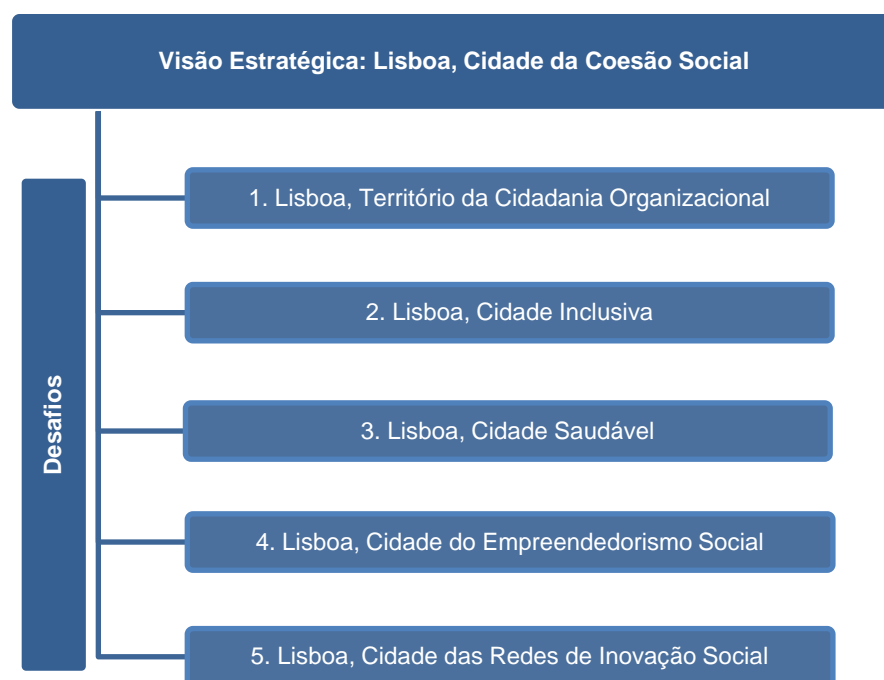 Visão Estratégica: Lisboa, Cidade da Coesão Social
Desafios
1. Lisboa, Território da Cidadania Organizacional
2. Lisboa, Cidade Inclusiva
3. Lisboa, Cidade Saudável
4. Lisboa, Cidade do Empreendedorismo Social
5. Lisboa, Cidade das Redes de Inovação Social